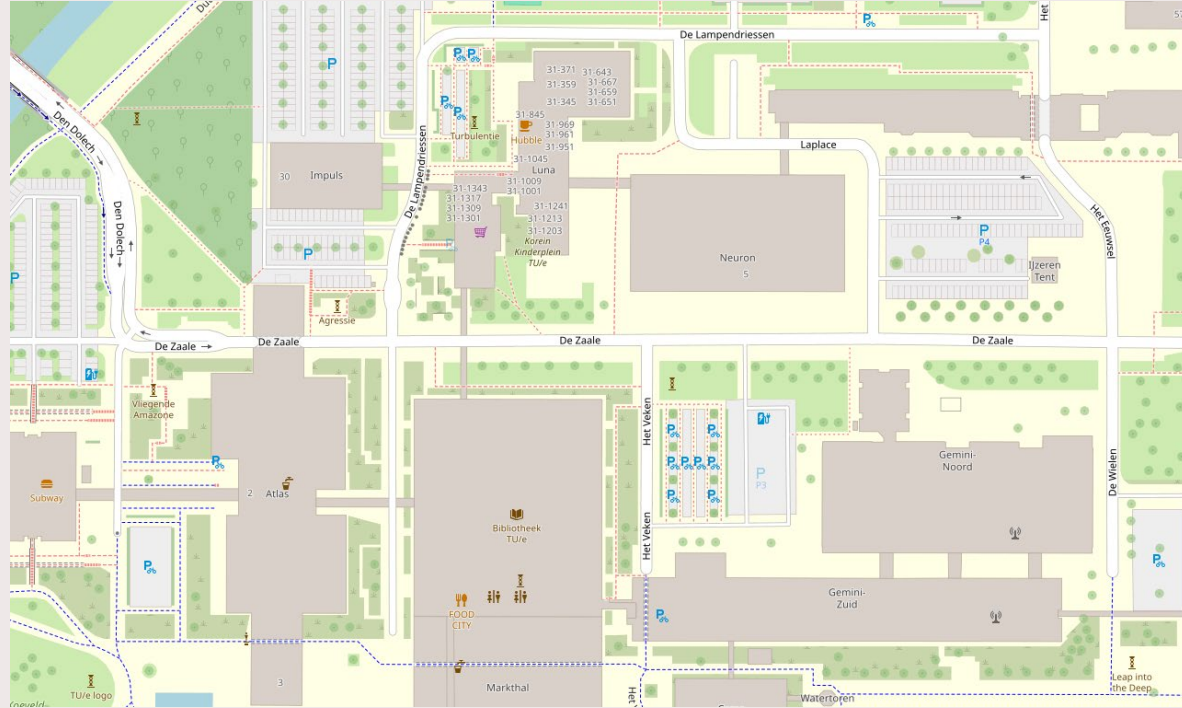 De Lampendriessen
Het
57
Du
P
P
31-371
31-643
31-667
31-359
31-659
31-345
31-651
P
P
P
P
31-845
31-969
31-961
31-951
Hubble
Turbulentie
Den Dolech
De Lampendriessen
Laplace
31-1045
Luna
30
Impuls
31-1343
31-1009
31-1317
31-1001
31-1309
31-1301
31-1241
31-1213
31-1203
Korein
Kinderplein
TU/e
Den Dolech
Het Eeuwsel
P
P4
P
P
Neuron
5
IJzeren
Tent
Agressie
De Zaale
De Zaale
De Zaale
De Zaale
Vliegende
Amazone
Het Veken
P
P
P
P
P
P
P
P
P
P
P3
Gemini-
Noord
De Wielen
Subway
2
Atlas
Bibliotheek
TU/e
Het Veken
P
P
FOOD
CITY
Gemini-
Zuid
P
3
TU/e logo
Markthal
Het
Watertoren
Leap into
the Deep
Koeveld-